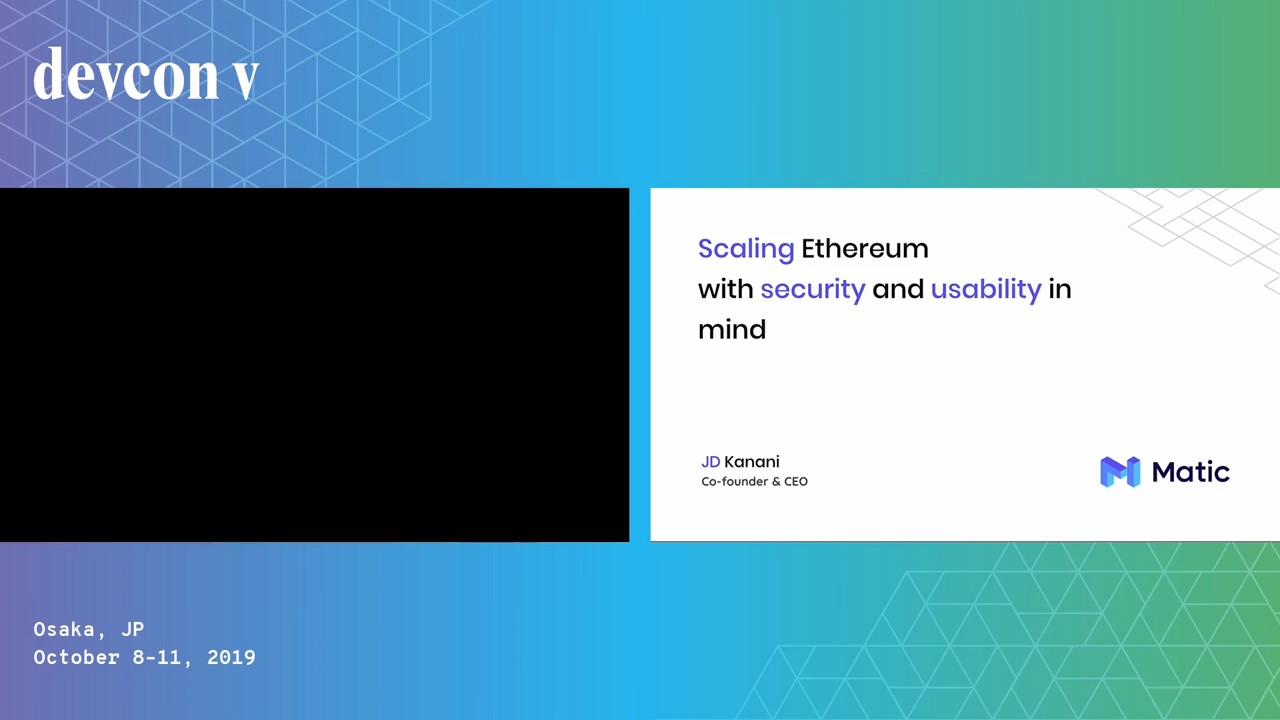 devcon v
Scaling Ethereum
with security and usability in
mind
JD Kanani
Co-founder & CEO
Matic
Osaka, JP
October 8-11, 2019